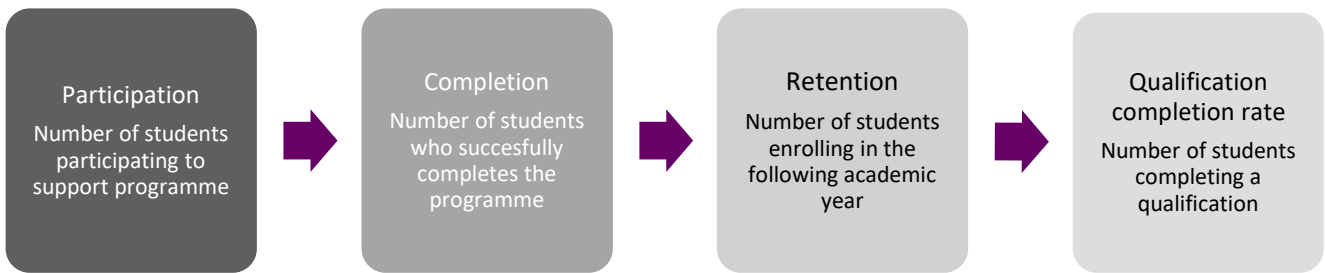 Participation
Number of students
participating to
support programme
Completion
Number of students
who succesfully
completes the
programme
Retention
Number of students
enrolling in the
following academic
year
Qualification
completion rate
Number of students
completing a
qualification